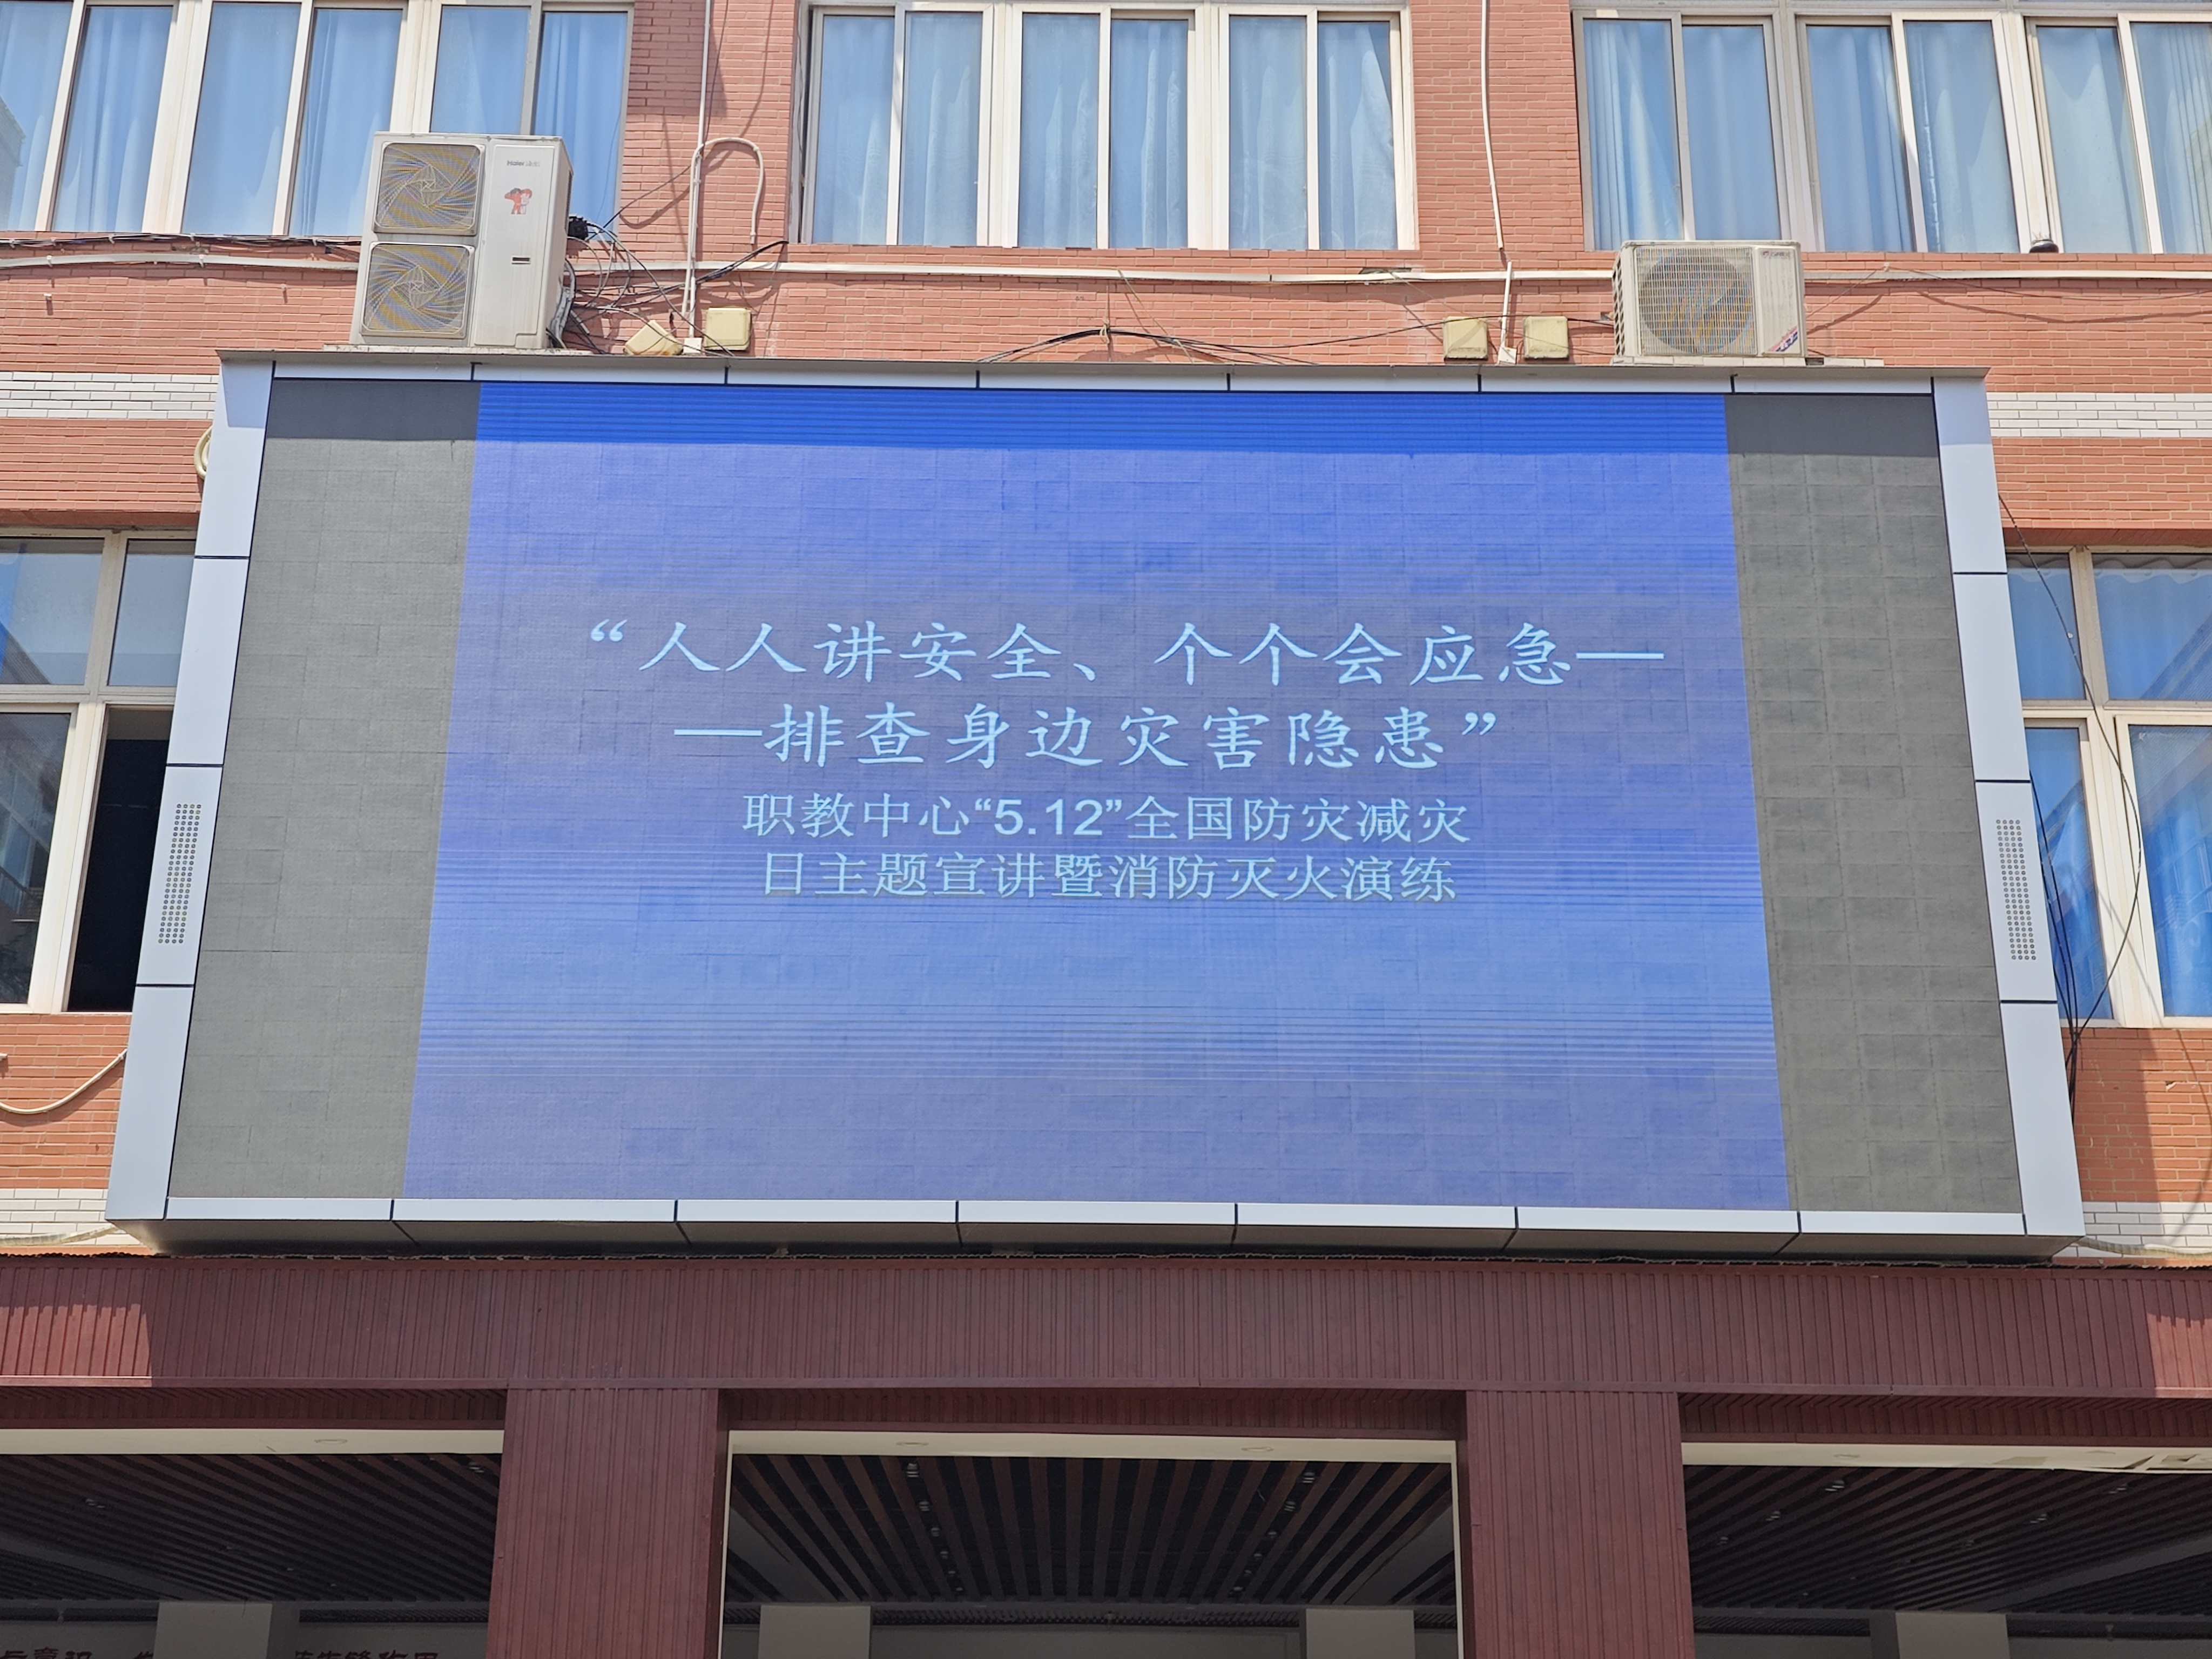 Haier
“人人讲安全、个个会应急—
—排查身边灾害隐患”
职教中心“5.12”全国防灾减灾
日主题宣讲暨消防灭火演练